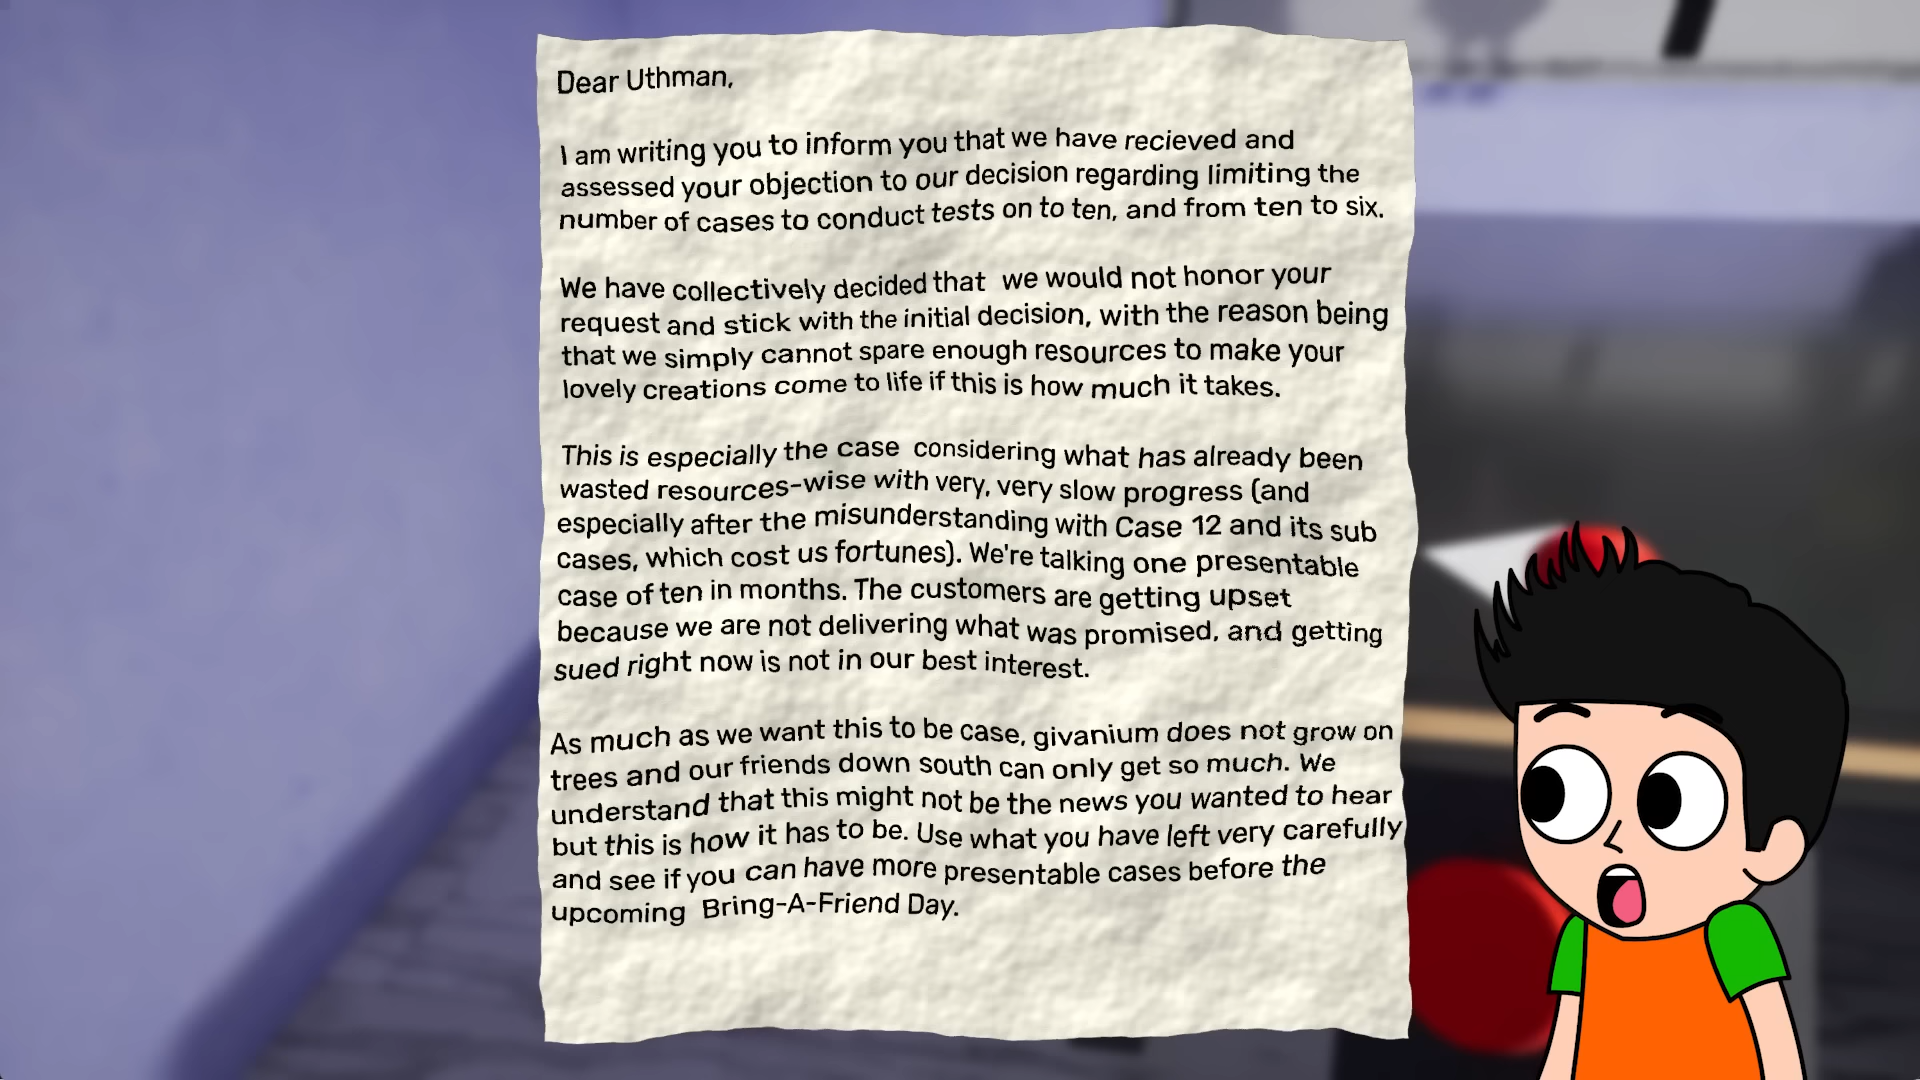 Dear Uthman,
I am writing you to inform you that we have recieved and
assessed your objection to our decision regarding limiting the
number of cases to conduct tests on to ten, and from ten to six.
We have collectively decided that we would not honor your
request and stick with the initial decision, with the reason being
that we simply cannot spare enough resources to make your
lovely creations come to life if this is how much it takes.
This is especially the case considering what has already been
wasted resources-wise with very, very slow progress (and
especially after the misunderstanding with Case 12 and its sub
cases, which cost us fortunes). We're talking one presentable
case of ten in months. The customers are getting upset
because we are not delivering what was promised, and getting
sued right now is not in our best interest.
As much as we want this to be case, givanium does not grow on
trees and our friends down south can only get so much. We
understand that this might not be the news you wanted to hear
but this is how it has to be. Use what you have left very carefully
and see if you can have more presentable cases before the
upcoming Bring-A-Friend Day.